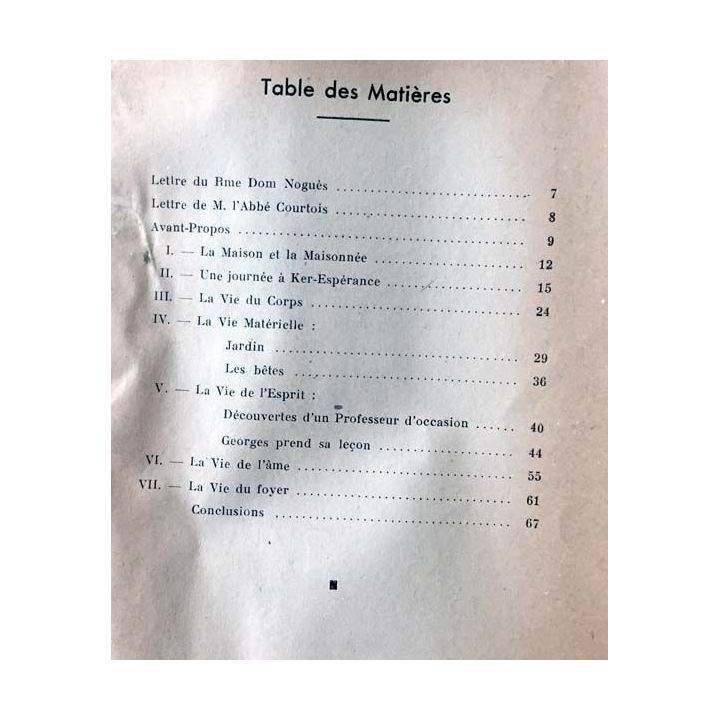 Table des Matières
Lettre du Rme Dom Noguès ............ 7
Lettre de M. l'Abbé Courtois ............ 8
Avant-Propos ............ 9
I. — La Maison et la Maisonnée ............ 12
II. — Une journée à Ker-Espérance ............ 15
III. — La Vie du Corps ............ 24
IV. — La Vie Matérielle :
Jardin ............ 29
Les bêtes ............ 36
V. — La Vie de l'Esprit :
Découvertes d'un Professeur d'occasion ...... 40
Georges prend sa leçon ............ 44
VI. — La Vie de l'âme ............ 55
VII. — La Vie du foyer ............ 61
Conclusions ............ 67